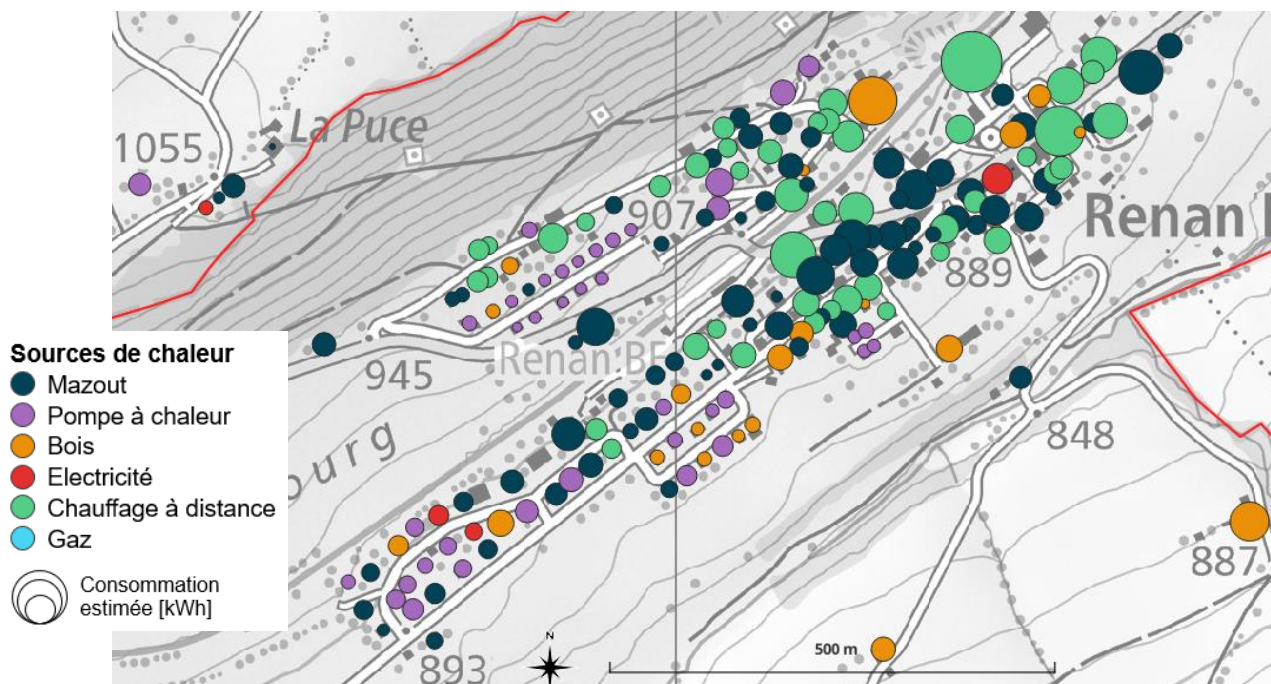 La Puce
1055
907
Renan B
889
Renan BE
945
ourg
848
887
893
Sources de chaleur
Mazout
Pompe à chaleur
Bois
Electricité
Chauffage à distance
Gaz
Consommation
estimée [kWh]
N
500 m